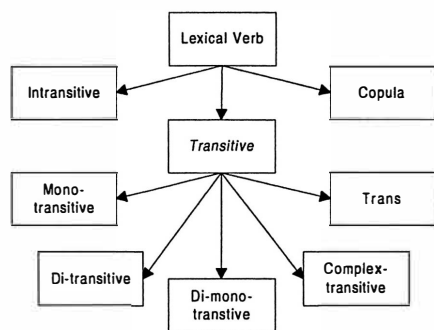 Lexical Verb
Intransitive
Copula
Transitive
Mono-
transitive
Trans
Di-transitive
Di-mono-
transtive
Complex-
transitive